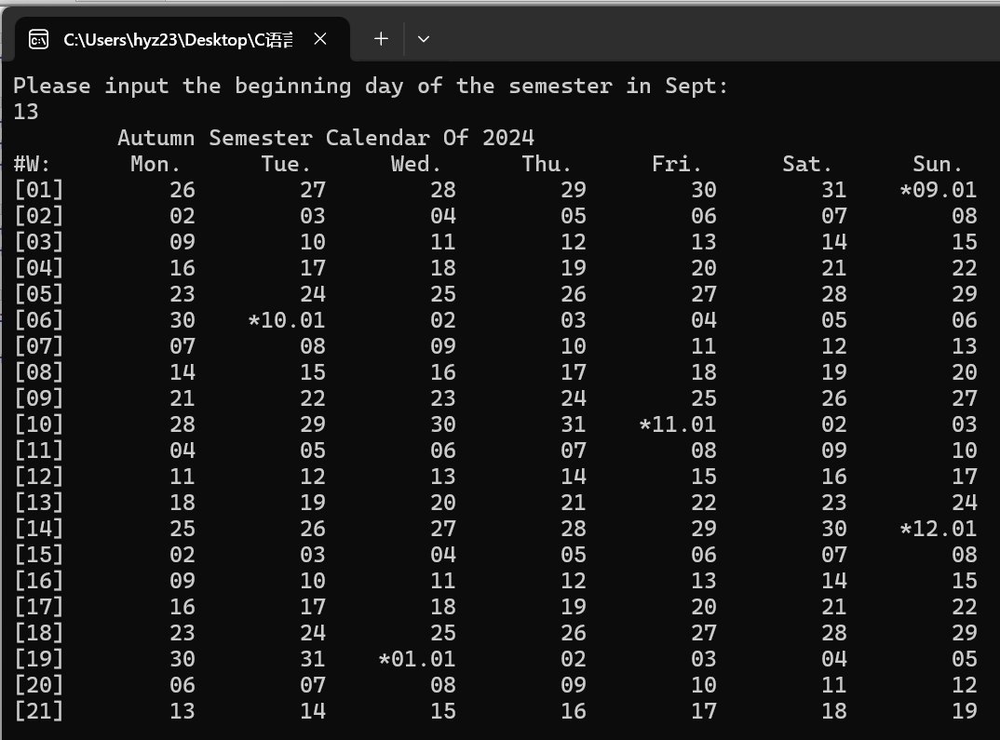 C:\Users\hyz23\Desktop\C语言
Please input the beginning day of the semester in Sept:
13
Autumn Semester Calendar Of 2024
#W: Mon. Tue. Wed. Thu. Fri. Sat. Sun.
[01] 26 27 28 29 30 31 *09.01
[02] 02 03 04 05 06 07 08
[03] 09 10 11 12 13 14 15
[04] 16 17 18 19 20 21 22
[05] 23 24 25 26 27 28 29
[06] 30 *10.01 02 03 04 05 06
[07] 07 08 09 10 11 12 13
[08] 14 15 16 17 18 19 20
[09] 21 22 23 24 25 26 27
[10] 28 29 30 31 *11.01 02 03
[11] 04 05 06 07 08 09 10
[12] 11 12 13 14 15 16 17
[13] 18 19 20 21 22 23 24
[14] 25 26 27 28 29 30 *12.01
[15] 02 03 04 05 06 07 08
[16] 09 10 11 12 13 14 15
[17] 16 17 18 19 20 21 22
[18] 23 24 25 26 27 28 29
[19] 30 31 *01.01 02 03 04 05
[20] 06 07 08 09 10 11 12
[21] 13 14 15 16 17 18 19